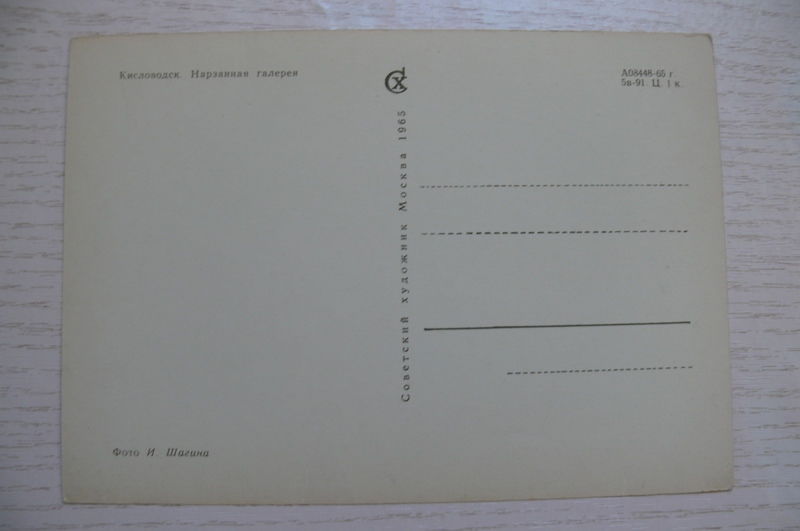 Кисловодск. Нарзанная галерея
СХ
А08448-65 г.
5в-91. Ц. 1 к.
Советский художник Москва 1965
Фото И. Шагина